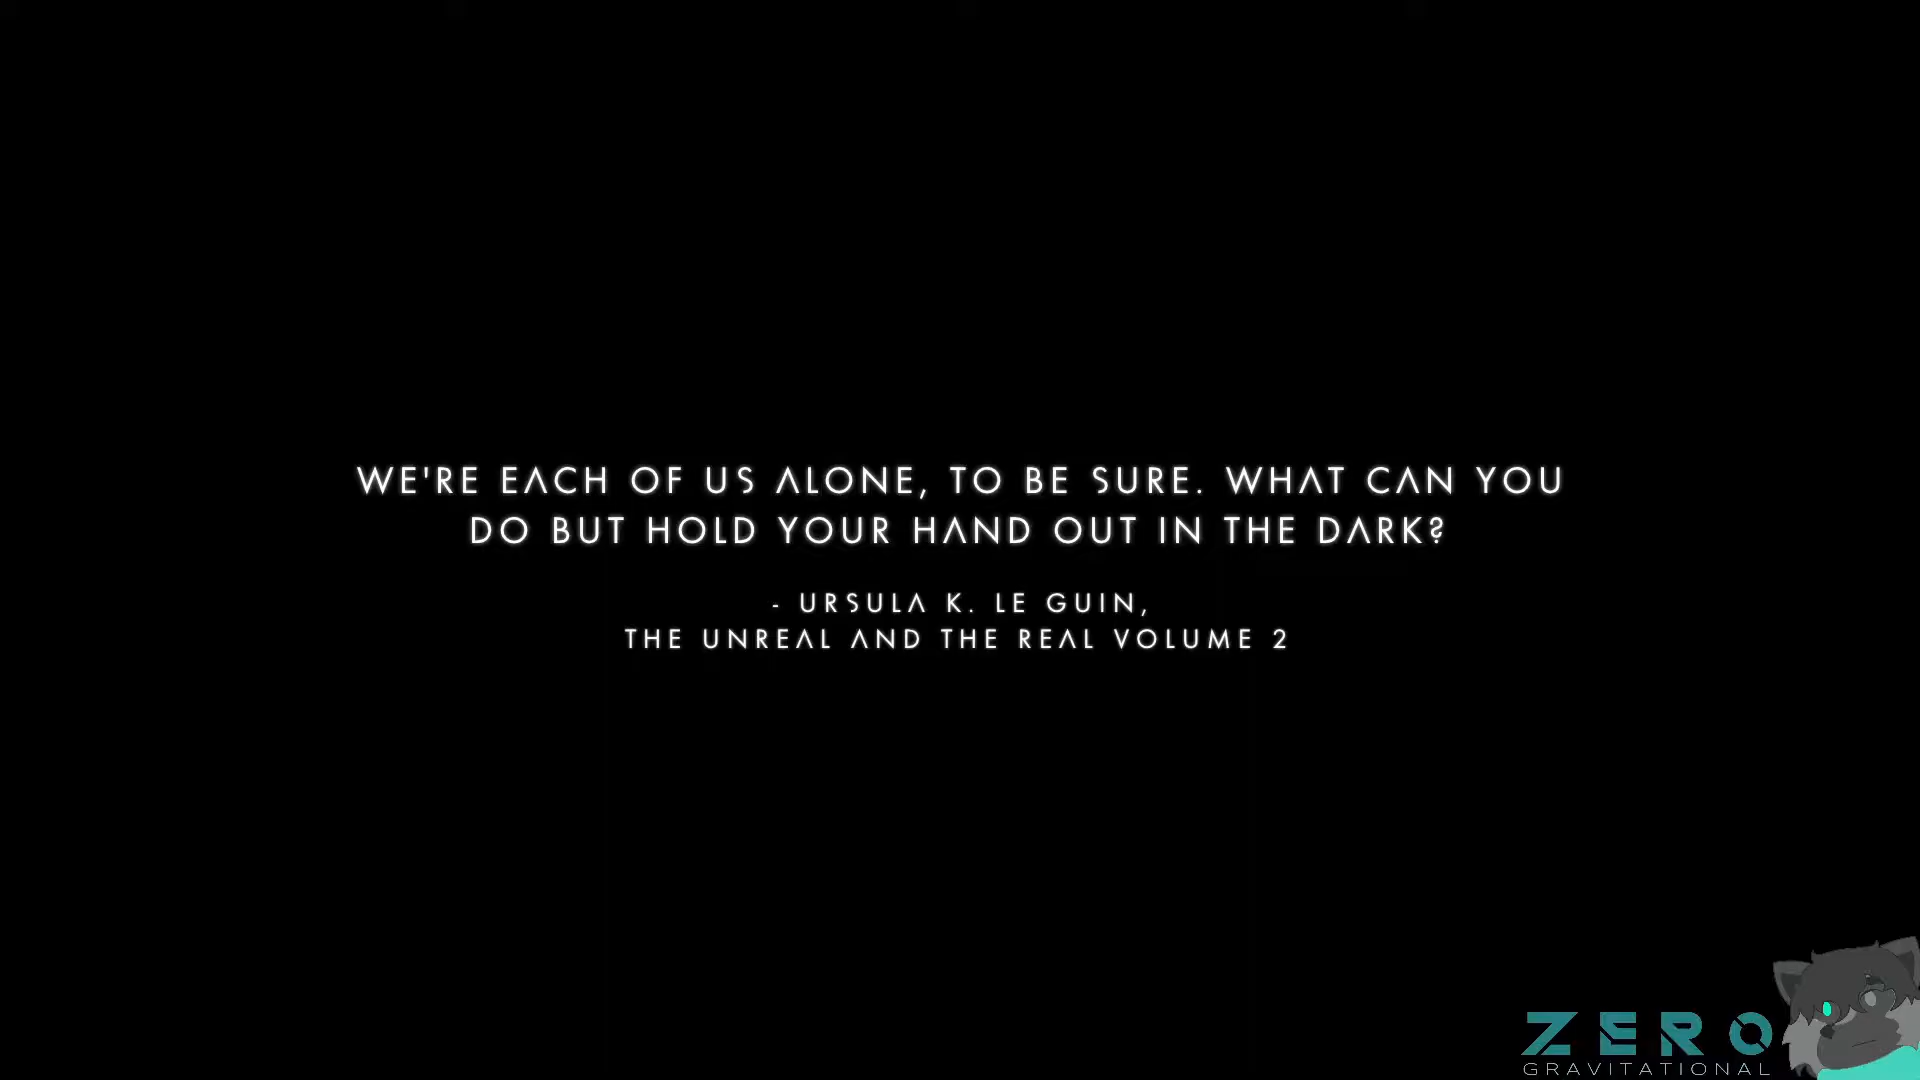 WE'RE EACH OF US ALONE, TO BE SURE. WHAT CAN YOU
DO BUT HOLD YOUR HAND OUT IN THE DARK?
- URSULA K. LE GUIN,
THE UNREAL AND THE REAL VOLUME 2
ZERO
GRAVITATIONAL